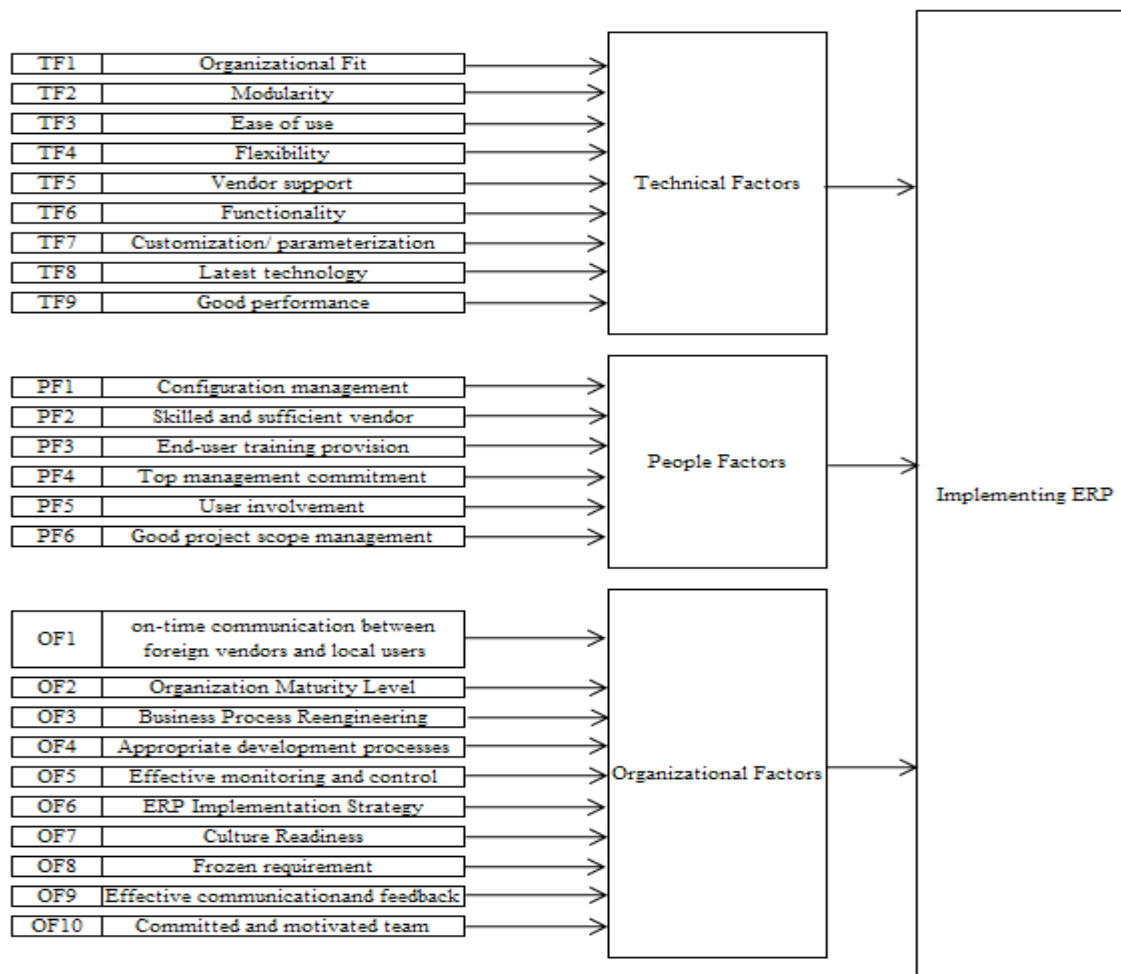 TF1 Organizational Fit
TF2 Modularity
TF3 Ease of use
TF4 Flexibility
TF5 Vendor support
TF6 Functionality
TF7 Customization/ parameterization
TF8 Latest technology
TF9 Good performance
Technical Factors
PF1 Configuration management
PF2 Skilled and sufficient vendor
PF3 End-user training provision
PF4 Top management commitment
PF5 User involvement
PF6 Good project scope management
People Factors
OF1 on-time communication between
foreign vendors and local users
OF2 Organization Maturity Level
OF3 Business Process Reengineering
OF4 Appropriate development processes
OF5 Effective monitoring and control
OF6 ERP Implementation Strategy
OF7 Culture Readiness
OF8 Frozen requirement
OF9 Effective communicationand feedback
OF10 Committed and motivated team
Organizational Factors
Implementing ERP